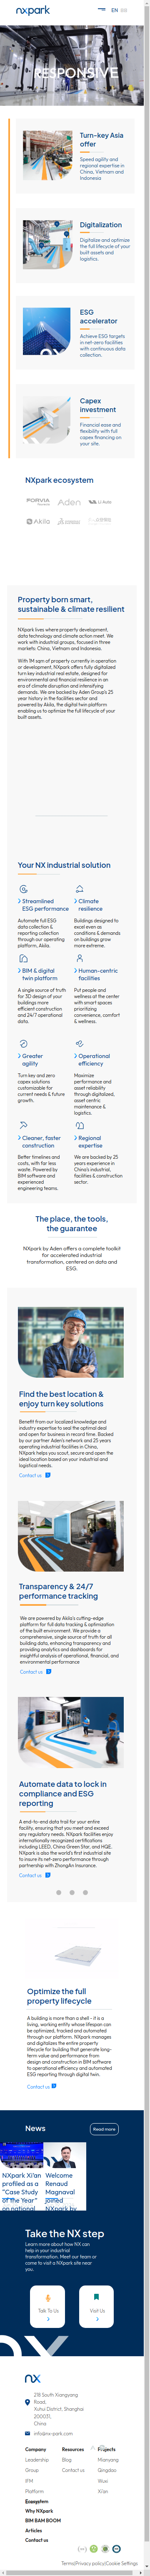 nxpark
EN
RESPONSIVE
Turn-key Asia
offer
Speed agility and
regional expertise in
China, Vietnam and
Indonesia
Digitalization
Digitalize and optimize
the full lifecycle of your
built assets and
logistics.
ESG
accelerator
Achieve ESG targets
in net-zero facilities
with continuous data
collection.
Capex
investment
Financial ease and
flexibility with full
capex financing on
your site.
NXpark ecosystem
FORVIA
Aden
Li Auto
Akila
Property born smart,
sustainable & climate resilient
NXpark lives where property development,
data technology and climate action meet. We
work with industrial groups, focused in three
markets: China, Vietnam and Indonesia.
With 1M sqm of property currently in operation
or development, NXpark offers fully digitalized
turn key industrial real estate, designed for
environmental and financial resilience in an
era of climate disruption and intensifying
demands. We are backed by Aden Group's 25
year history in the facilities sector and
powered by Akila, the digital twin platform
enabling us to optimize the full lifecycle of your
built assets.
Your NX industrial solution
Streamlined
ESG performance
Automate full ESG
data collection &
reporting collection
through our operating
platform, Akila.
Climate
resilience
Buildings designed to
excel even as
conditions & demands
on buildings grow
more extreme.
BIM & digital
twin platform
A single source of truth
for 3D design of your
buildings more
efficient construction
and 24/7 operational
data.
Human-centric
facilities
Put people and
wellness at the center
with smart spaces
prioritizing
convenience, comfort
& wellness.
Greater
agility
Turn key and zero
capex solutions
customizable for
current needs & future
growth.
Operational
efficiency
Maximize
performance and
asset reliability
through digitalized,
asset centric
maintenance &
logistics.
Cleaner, faster
construction
Better timelines and
costs, with far less
waste. Powered by
BIM software and
experienced
engineering teams.
Regional
expertise
We are backed by 25
years experience in
China's industrial,
facilities & construction
sector.
The place, the tools,
the guarantee
NXpark by Aden offers a complete toolkit
for accelerated industrial
transformation, centered on data and
ESG.
Find the best location &
enjoy turn key solutions
Benefit from our localized knowledge and
immense experience to satisfy the seal the deal
and open for business in record time. Backed
by our partner Aden's network and 25 years
operating industrial facilities in China,
NXpark helps you scout, secure and open the
ideal location based on your industrial and
logistical needs.
Contact us
Transparency & 24/7
performance tracking
We are powered by Akila's cutting-edge
platform for full data tracking & optimization
of the built environment. We provide a
comprehensive, single source of truth for all
building data, enhancing transparency and
providing analytics and dashboards for
insightful analysis of operational, financial, and
environmental performance
Contact us
Automate data to lock in
compliance and ESG
reporting
A end-to-end data trail for your entire
facility, one that ensures you can always
exceed any auditory needs. NXpark facilities enjoy
international and local certifications,
including LEED, China Green Star, and HQE.
NXpark is also the world's first industrial site
to insure its net-zero performance through
partnership with ZhongAn Insurance.
Contact us
Optimize the full
property lifecycle
A building is more than a shell - it is a
living, working entity whose lifespan can
be optimized, tracked and sustained
over time. NXpark's platform manages
and digitalizes the full lifecycle for long-
term value and performance. From
design and construction in BIM software
to operations and efficiency and full
ESG reporting through digital twin.
Contact us
News
Read more
NXpark Xi'an
prized as a
"Case Study
of the Year"
on national
Welcome
Renaud
Magnaval
joined
NXpark by
Take the NX step
Learn more about how NX can
help in your industrial
transformation. Meet our team or
come to visit a NXpark site near
you.
Talk To Us
Visit Us
nx
218 South Xiangyang
Road,
Xuhui District, Shanghai
200031,
China
info@nx-park.com
Company
Resources
Projects
Leadership
Blog
Mianyang
Group
Contact us
Qingdao
IFM
Wuxi
Platform
Xi'an
Why NXpark
BIM BAM BOOM
Articles
Contact us
Terms|Privacy policy|Cookie Settings